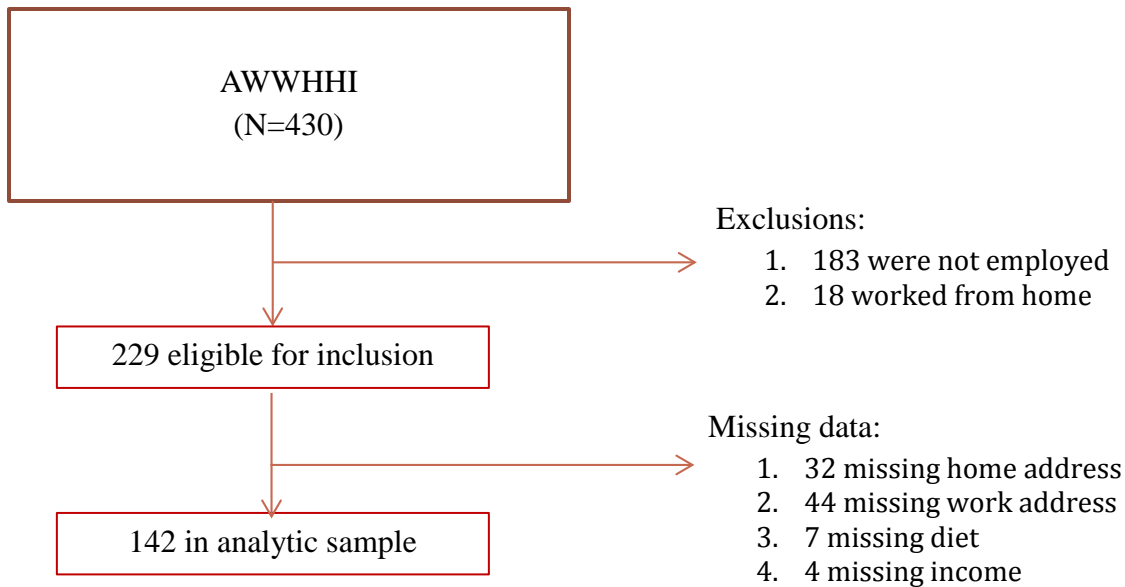 AWWHHI
(N=430)
Exclusions:
1. 183 were not employed
2. 18 worked from home
229 eligible for inclusion
Missing data:
1. 32 missing home address
2. 44 missing work address
3. 7 missing diet
4. 4 missing income
142 in analytic sample